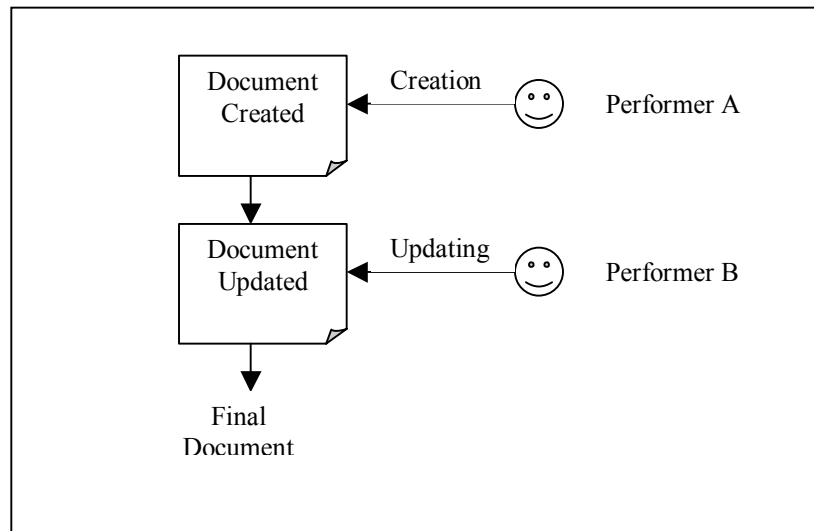 Document
Created
Creation
Performer A
Document
Updated
Updating
Performer B
Final
Document